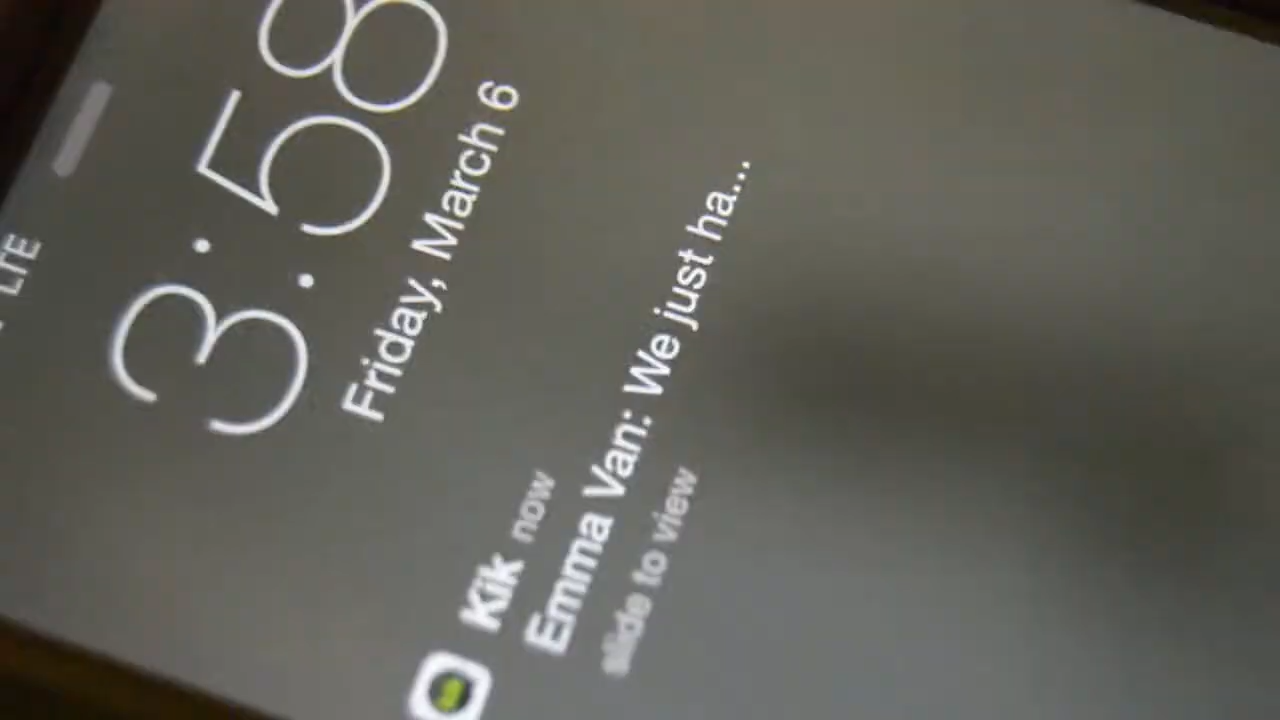 LTE
3:58
Friday, March 6
Kik now
Emma Van: We just ha...
slide to view